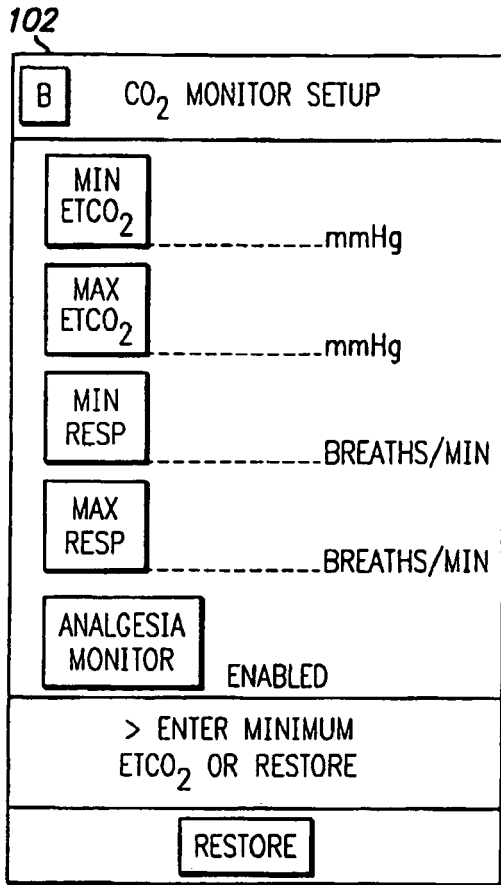 102
B CO₂ MONITOR SETUP
MIN
ETCO₂
mmHg
MAX
ETCO₂
mmHg
MIN
RESP
BREATHS/MIN
MAX
RESP
BREATHS/MIN
ANALGESIA
MONITOR
ENABLED
> ENTER MINIMUM
ETCO₂ OR RESTORE
RESTORE